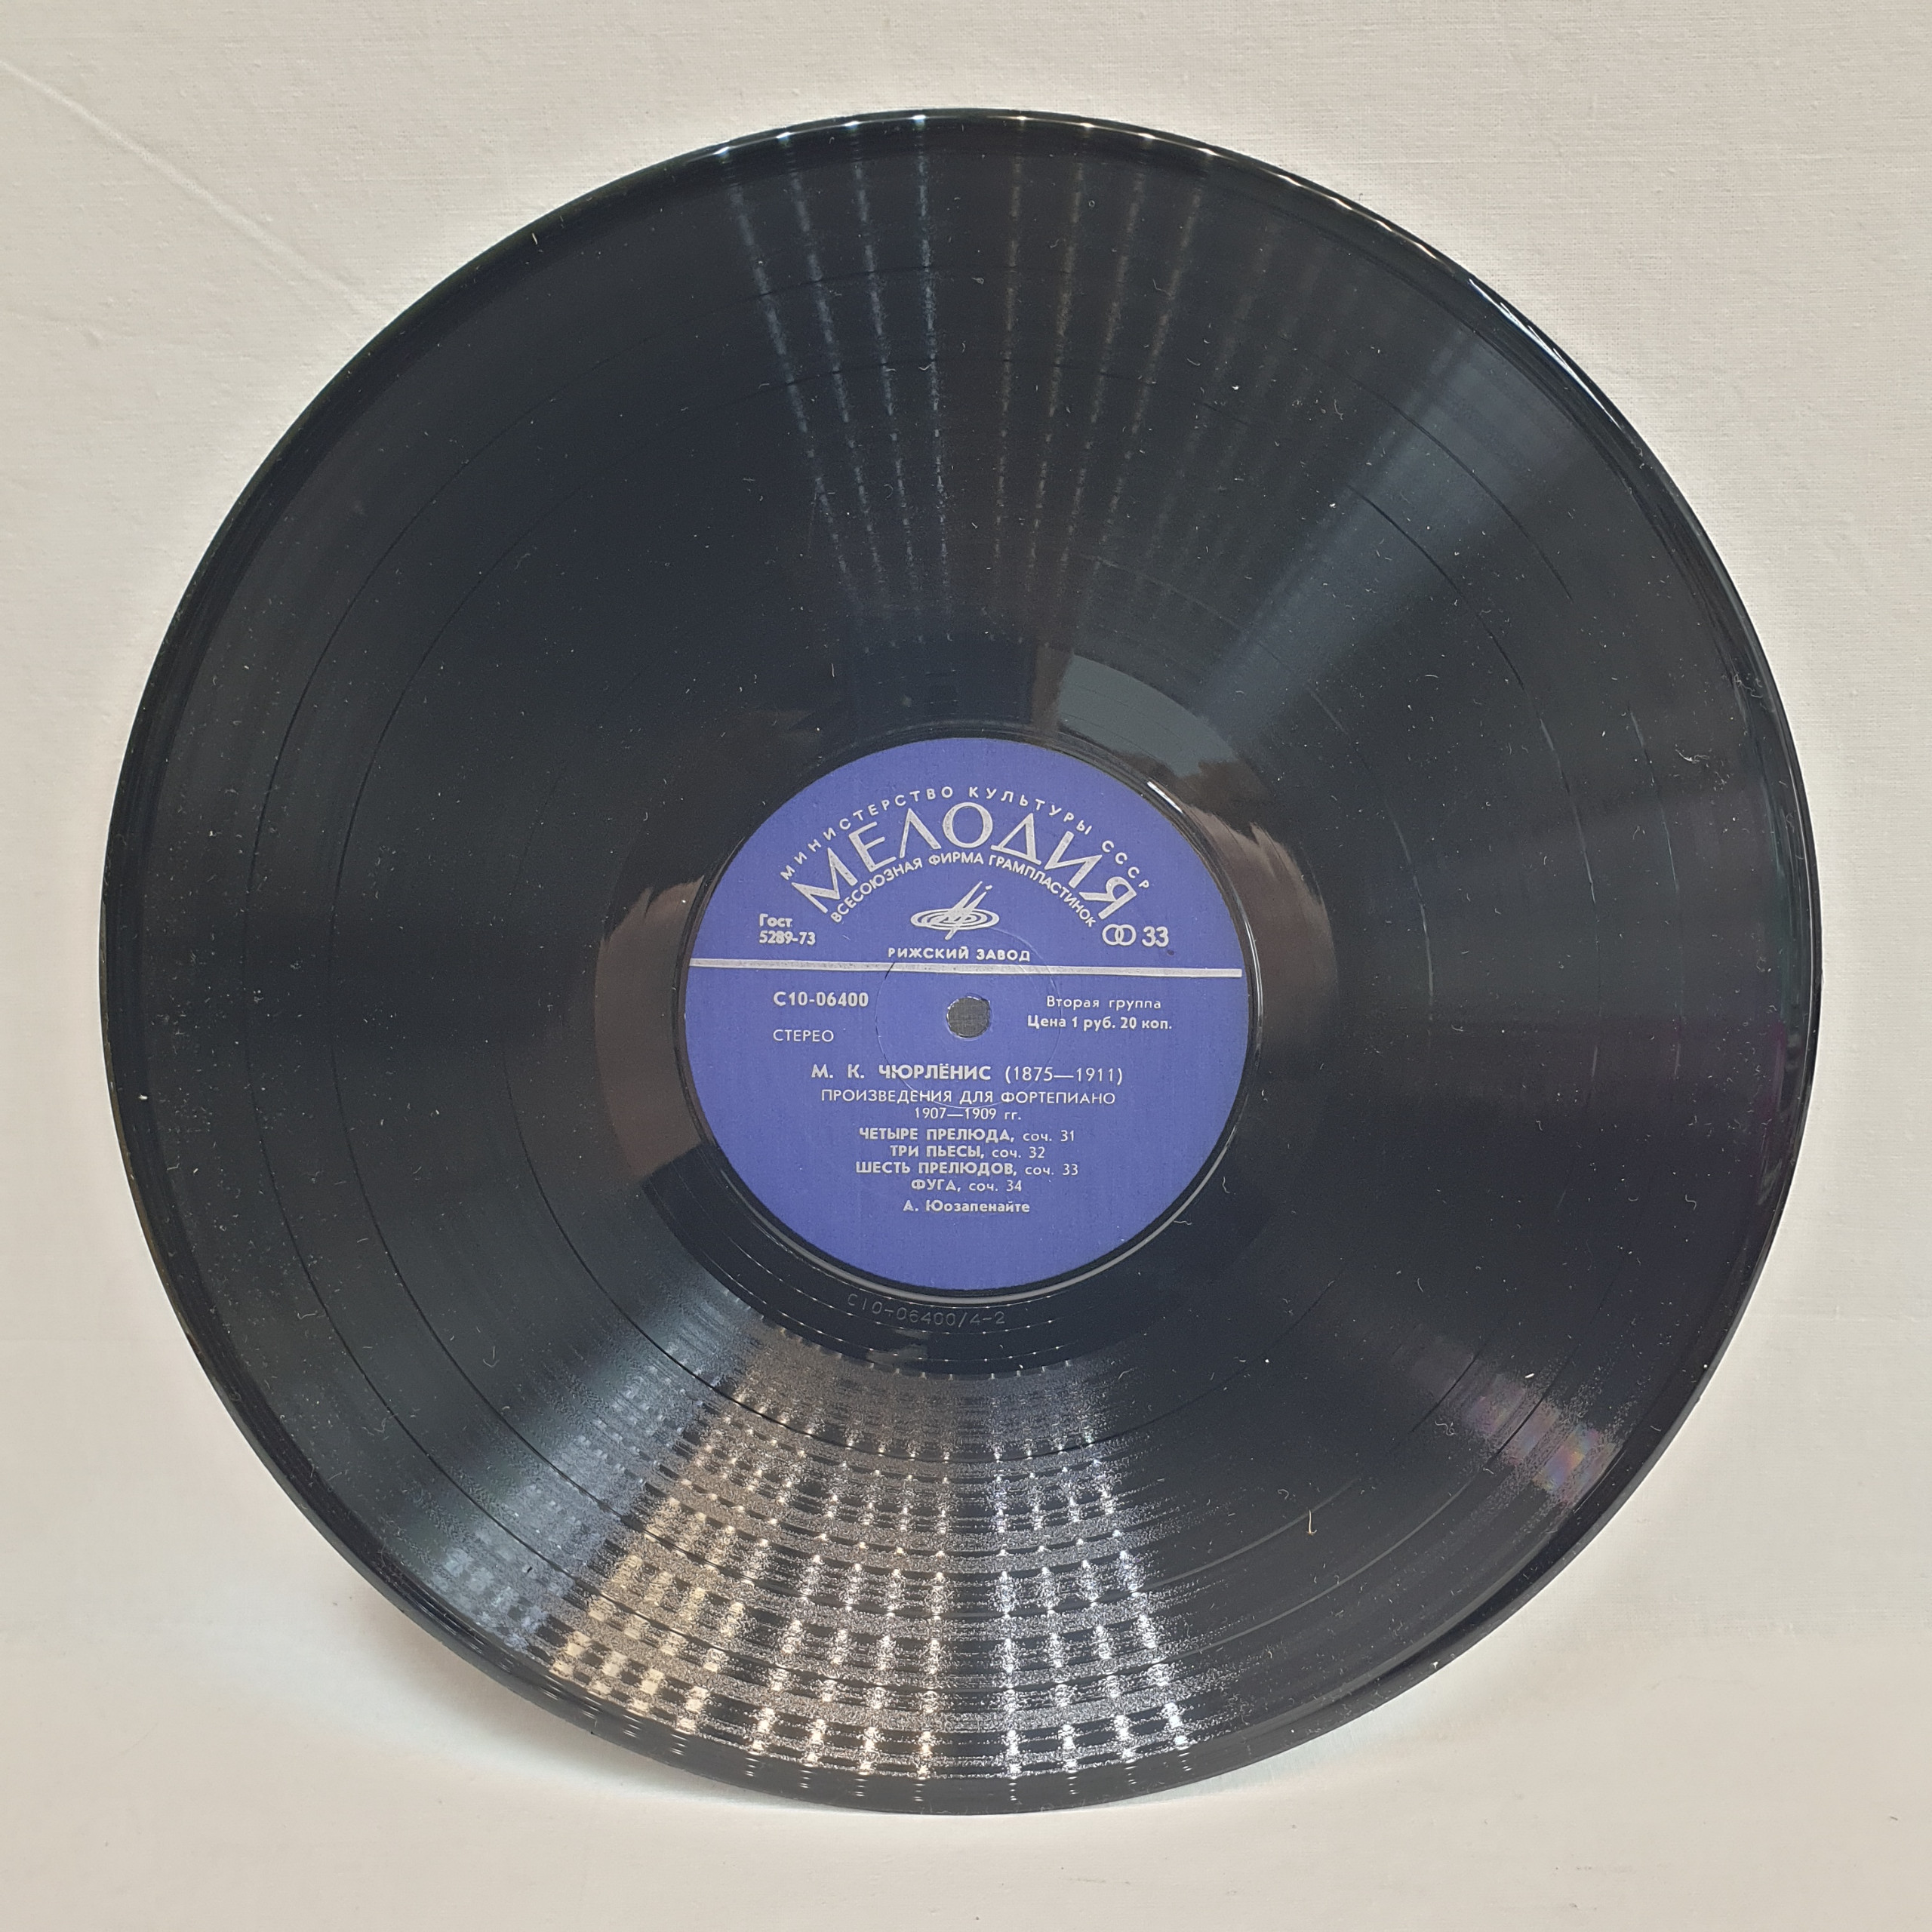 МИНИСТЕРСТВО КУЛЬТУРЫ СССР
МЕЛОДИЯ
ВСЕСОЮЗНАЯ ФИРМА ГРАМПЛАСТИНОК
Гост
5289-73
33
РИЖСКИЙ ЗАВОД
С10-06400
Вторая группа
Цена 1 руб. 20 коп.
СТЕРЕО
М. К. ЧЮРЛЁНИС (1875—1911)
ПРОИЗВЕДЕНИЯ ДЛЯ ФОРТЕПИАНО
1907—1909 гг.
ЧЕТЫРЕ ПРЕЛЮДА, соч. 31
ТРИ ПЬЕСЫ, соч. 32
ШЕСТЬ ПРЕЛЮДОВ, соч. 33
ФУГА, соч. 34
А. Юозапенайте
С10-06400/4-2